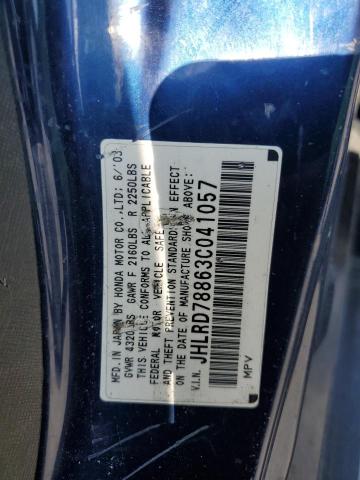 MFD. IN JAPAN BY HONDA MOTOR CO., LTD; 6/'03
GVWR 4320LBS GAWR F 2160LBS R 2250LBS
THIS VEHICLE CONFORMS TO ALL APPLICABLE
FEDERAL MOTOR VEHICLE SAFETY
AND THEFT PREVENTION STANDARDS IN EFFECT
ON THE DATE OF MANUFACTURE SHOWN ABOVE:
V.I.N. JHLRD78863C041057
MPV